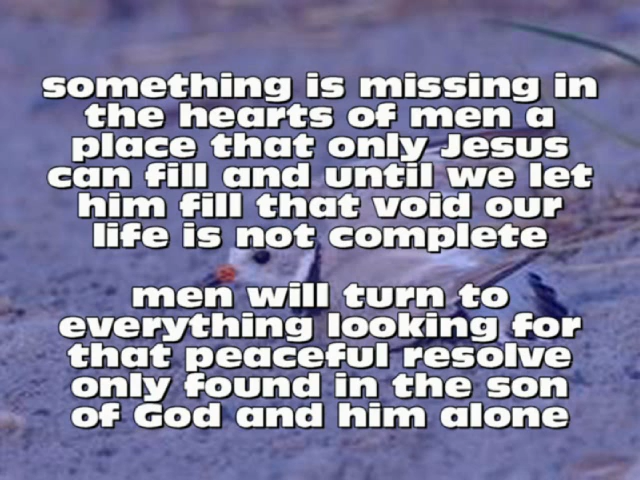 something is missing in
the hearts of men a
place that only Jesus
can fill and until we let
him fill that void our
life is not complete
men will turn to
everything looking for
that peaceful resolve
only found in the son
of God and him alone